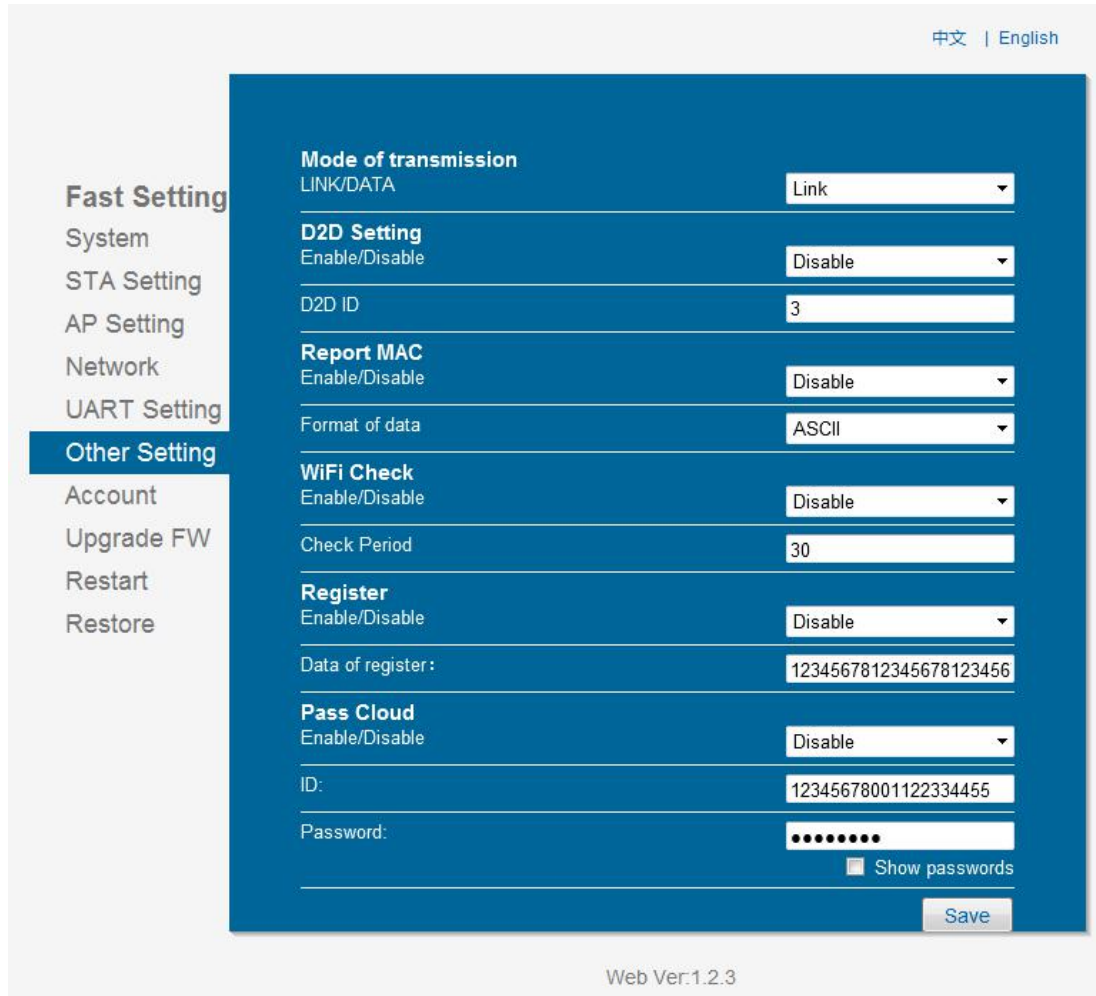 中文 | English
Fast Setting
System
STA Setting
AP Setting
Network
UART Setting
Other Setting
Account
Upgrade FW
Restart
Restore
Mode of transmission
LINK/DATA Link
D2D Setting
Enable/Disable Disable
D2D ID 3
Report MAC
Enable/Disable Disable
Format of data ASCII
WiFi Check
Enable/Disable Disable
Check Period 30
Register
Enable/Disable Disable
Data of register: 1234567812345678123456
Pass Cloud
Enable/Disable Disable
ID: 12345678001122334455
Password: ●●●●●●●●
Show passwords
Save
Web Ver:1.2.3